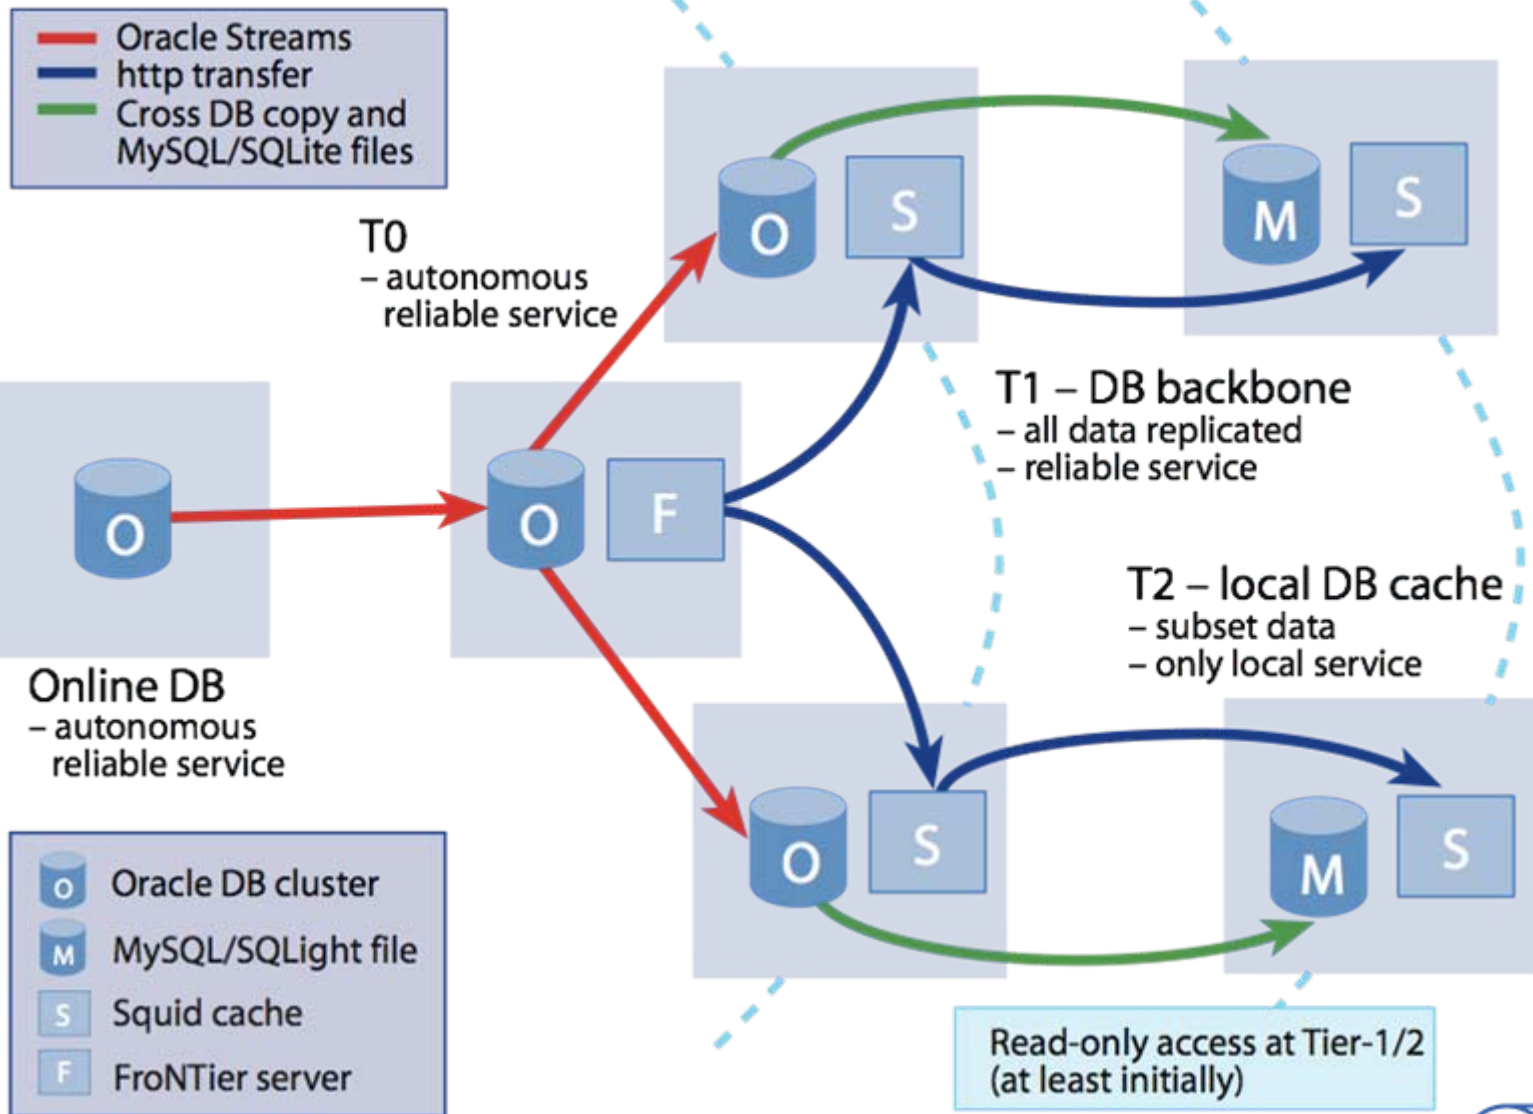 Oracle Streams
http transfer
Cross DB copy and
MySQL/SQLite files
T0
– autonomous
reliable service
O
S
M
S
T1 – DB backbone
– all data replicated
– reliable service
O
O
F
T2 – local DB cache
– subset data
– only local service
Online DB
– autonomous
reliable service
O
S
M
S
O Oracle DB cluster
M MySQL/SQLight file
S Squid cache
F FroNTier server
Read-only access at Tier-1/2
(at least initially)